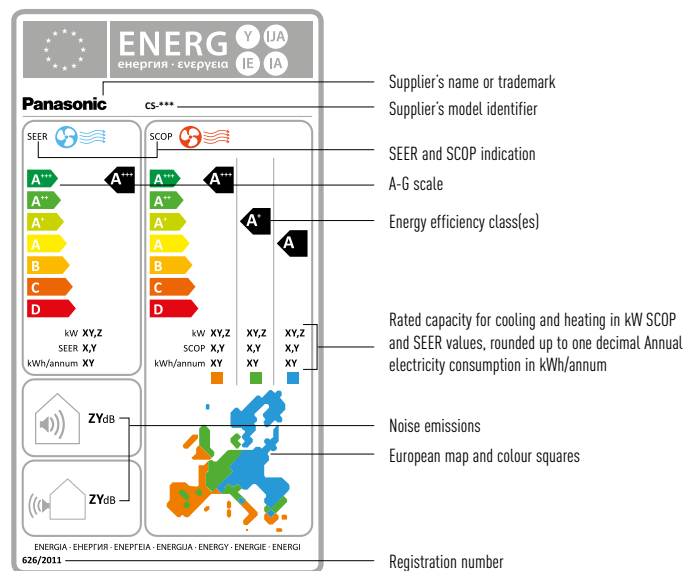 ENERG Y IJA
енергия · ενεργεια IE IA
Supplier's name or trademark
Panasonic CS-***
Supplier's model identifier
SEER SCOP
SEER and SCOP indication
A+++ A+++ A+++ A+++
A-G scale
A++ A++
A+ A+ A+
Energy efficiency class(es)
A A A
B B
C C
D D
kW XY,Z kW XY,Z XY,Z XY,Z
SEER X,Y SCOP X,Y X,Y X,Y
kWh/annum XY kWh/annum XY XY XY
Rated capacity for cooling and heating in kW SCOP
and SEER values, rounded up to one decimal Annual
electricity consumption in kWh/annum
ZYdB
Noise emissions
European map and colour squares
ZYdB
ENERGIA · ЕНЕРГИЯ · ΕΝΕΡΓΕΙΑ · ENERGIJA · ENERGY · ENERGIE · ENERGI
626/2011
Registration number